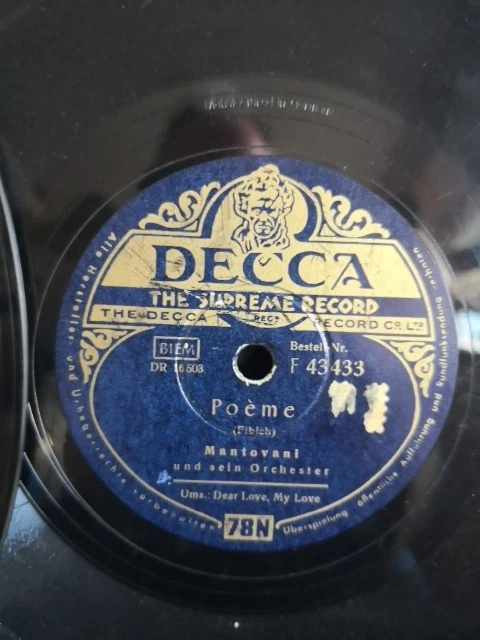 DECCA
THE SUPREME RECORD
THE DECCA REGD RECORD CO. LTD
BIEM
DR 16503
Bestell-Nr.
F 43433
Poème
(Fibich)
Mantovani
und sein Orchester
Ums.: Dear Love, My Love
78N
Alle Hersteller- und Urheberrechte vorbehalten
Überspielung öffentliche Aufführung und Rundfunksendung verboten